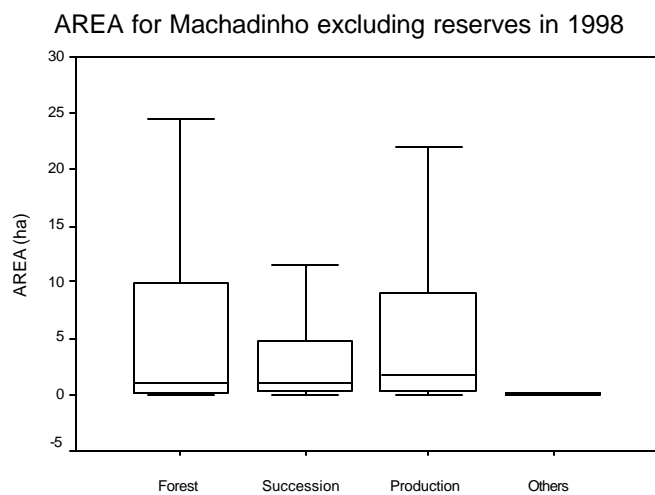 AREA for Machadinho excluding reserves in 1998
AREA (ha)
30
25
20
15
10
5
0
-5
Forest Succession Production Others